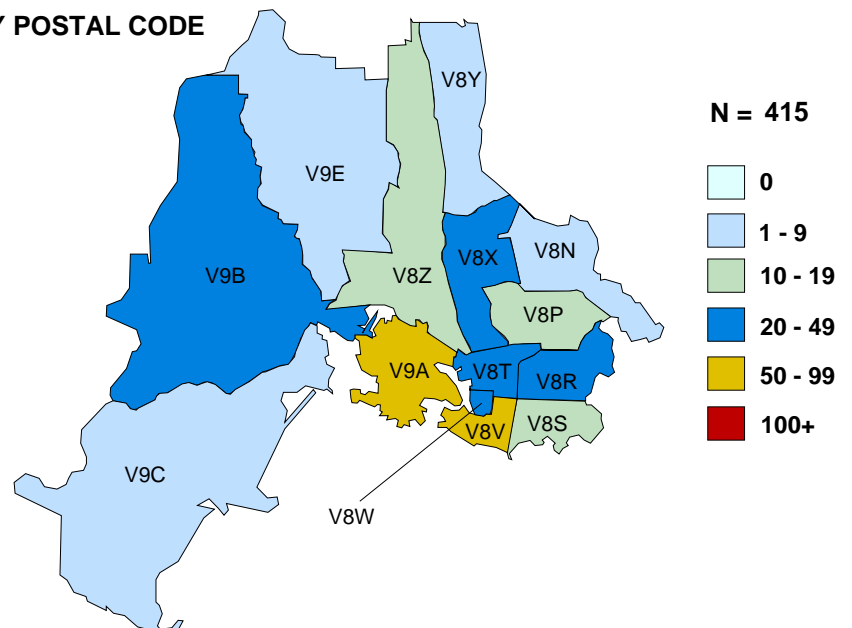 Y POSTAL CODE
V8Y
N = 415
V9E
0
1 - 9
V8N
V9B
V8Z
V8X
10 - 19
V8P
20 - 49
V9A
V8T
V8R
50 - 99
V8V
V8S
100+
V9C
V8W